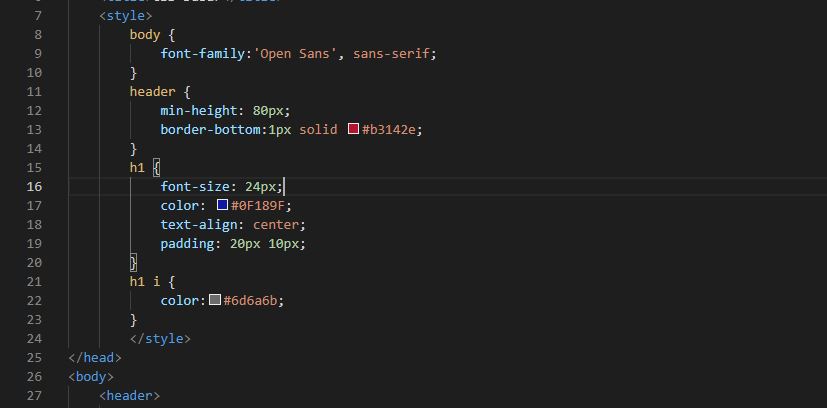 7 <style>
8 body {
9 font-family:'Open Sans', sans-serif;
10 }
11 header {
12 min-height: 80px;
13 border-bottom:1px solid #b3142e;
14 }
15 h1 {
16 font-size: 24px;
17 color: #0F189F;
18 text-align: center;
19 padding: 20px 10px;
20 }
21 h1 i {
22 color:#6d6a6b;
23 }
24 </style>
25 </head>
26 <body>
27 <header>